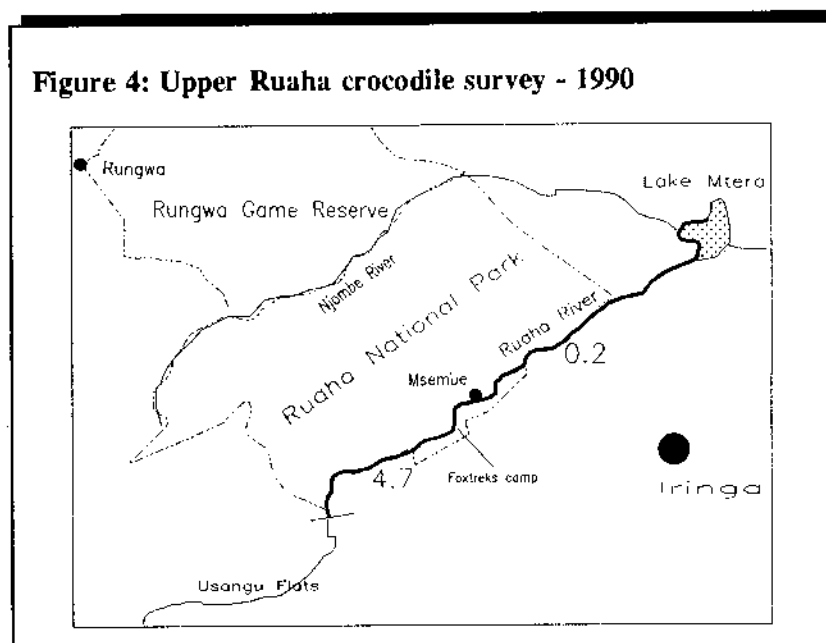 Figure 4: Upper Ruaha crocodile survey - 1990
Rungwa
Lake Mtera
Rungwa Game Reserve
Njombe River
Ruaha National Park
Ruaha River
0.2
Msembe
4.7
Foxtreks camp
Iringa
Usangu Flats